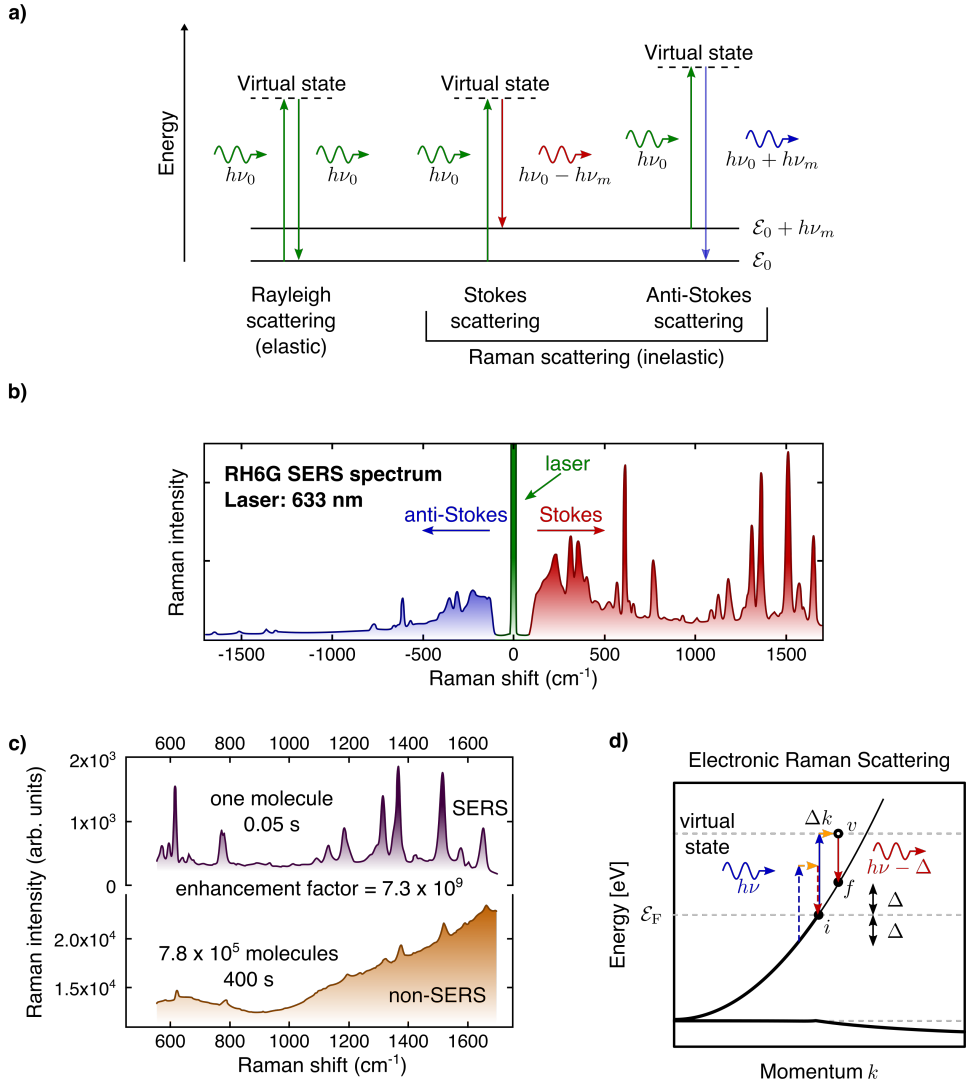 a)
Energy
Virtual state
Virtual state
Virtual state
hν₀
hν₀
hν₀
hν₀ − hνₘ
hν₀
hν₀ + hνₘ
ℰ₀ + hνₘ
ℰ₀
Rayleigh
scattering
(elastic)
Stokes
scattering
Anti-Stokes
scattering
Raman scattering (inelastic)
b)
Raman intensity
RH6G SERS spectrum
Laser: 633 nm
laser
anti-Stokes
Stokes
-1500 -1000 -500 0 500 1000 1500
Raman shift (cm⁻¹)
c)
600 800 1000 1200 1400 1600
Raman intensity (arb. units)
2x10³
1x10³
0
one molecule
0.05 s
SERS
enhancement factor = 7.3 x 10⁹
2.0x10⁴
1.5x10⁴
7.8 x 10⁵ molecules
400 s
non-SERS
600 800 1000 1200 1400 1600
Raman shift (cm⁻¹)
d)
Electronic Raman Scattering
Energy [eV]
virtual
state
Δk
v
hν
hν − Δ
f
Δ
ℰF
i
Δ
Momentum k